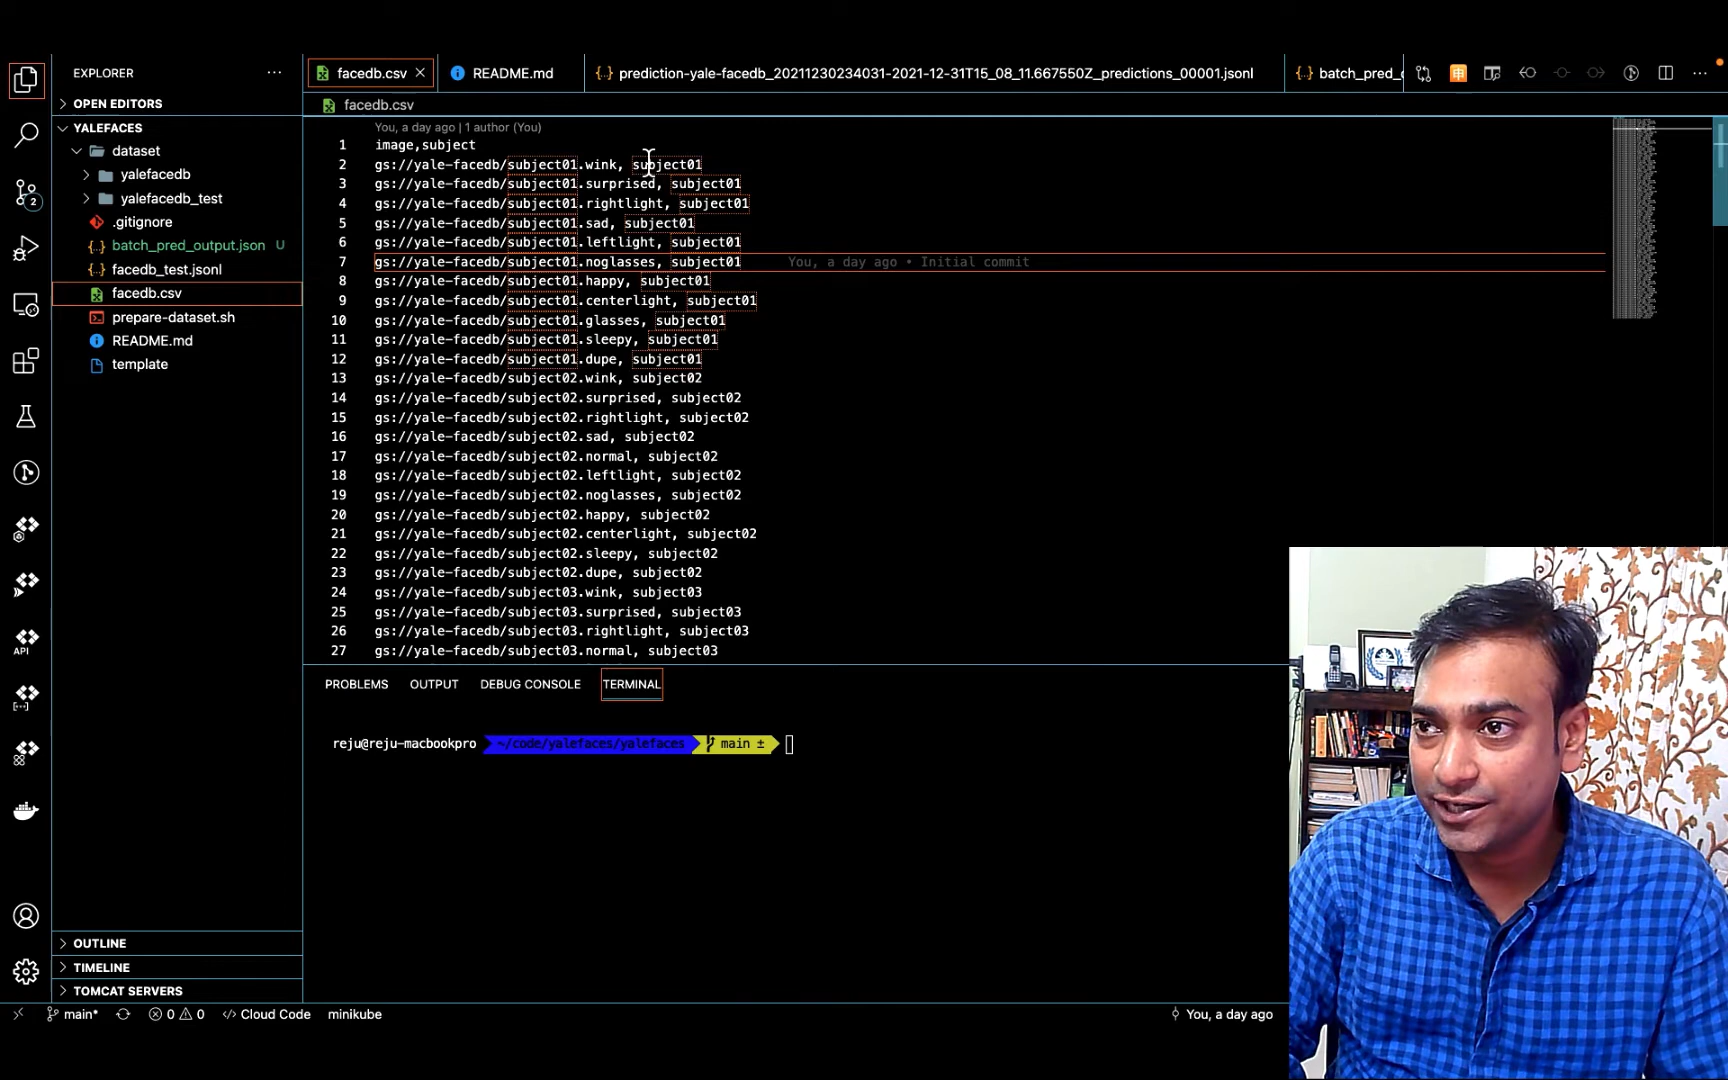 EXPLORER
OPEN EDITORS
YALEFACES
dataset
yalefacedb
yalefacedb_test
.gitignore
batch_pred_output.json U
facedb_test.jsonl
facedb.csv
prepare-dataset.sh
README.md
template
OUTLINE
TIMELINE
TOMCAT SERVERS
2
API
facedb.csv
README.md
prediction-yale-facedb_20211230234031-2021-12-31T15_08_11.667550Z_predictions_00001.jsonl
batch_pred_
facedb.csv
You, a day ago | 1 author (You)
1 image,subject
2 gs://yale-facedb/subject01.wink, subject01
3 gs://yale-facedb/subject01.surprised, subject01
4 gs://yale-facedb/subject01.rightlight, subject01
5 gs://yale-facedb/subject01.sad, subject01
6 gs://yale-facedb/subject01.leftlight, subject01
7 gs://yale-facedb/subject01.noglasses, subject01 You, a day ago • Initial commit
8 gs://yale-facedb/subject01.happy, subject01
9 gs://yale-facedb/subject01.centerlight, subject01
10 gs://yale-facedb/subject01.glasses, subject01
11 gs://yale-facedb/subject01.sleepy, subject01
12 gs://yale-facedb/subject01.dupe, subject01
13 gs://yale-facedb/subject02.wink, subject02
14 gs://yale-facedb/subject02.surprised, subject02
15 gs://yale-facedb/subject02.rightlight, subject02
16 gs://yale-facedb/subject02.sad, subject02
17 gs://yale-facedb/subject02.normal, subject02
18 gs://yale-facedb/subject02.leftlight, subject02
19 gs://yale-facedb/subject02.noglasses, subject02
20 gs://yale-facedb/subject02.happy, subject02
21 gs://yale-facedb/subject02.centerlight, subject02
22 gs://yale-facedb/subject02.sleepy, subject02
23 gs://yale-facedb/subject02.dupe, subject02
24 gs://yale-facedb/subject03.wink, subject03
25 gs://yale-facedb/subject03.surprised, subject03
26 gs://yale-facedb/subject03.rightlight, subject03
27 gs://yale-facedb/subject03.normal, subject03
PROBLEMS OUTPUT DEBUG CONSOLE TERMINAL
reju@reju-macbookpro ~/code/yalefaces/yalefaces main ±
main* 0 0 Cloud Code minikube You, a day ago